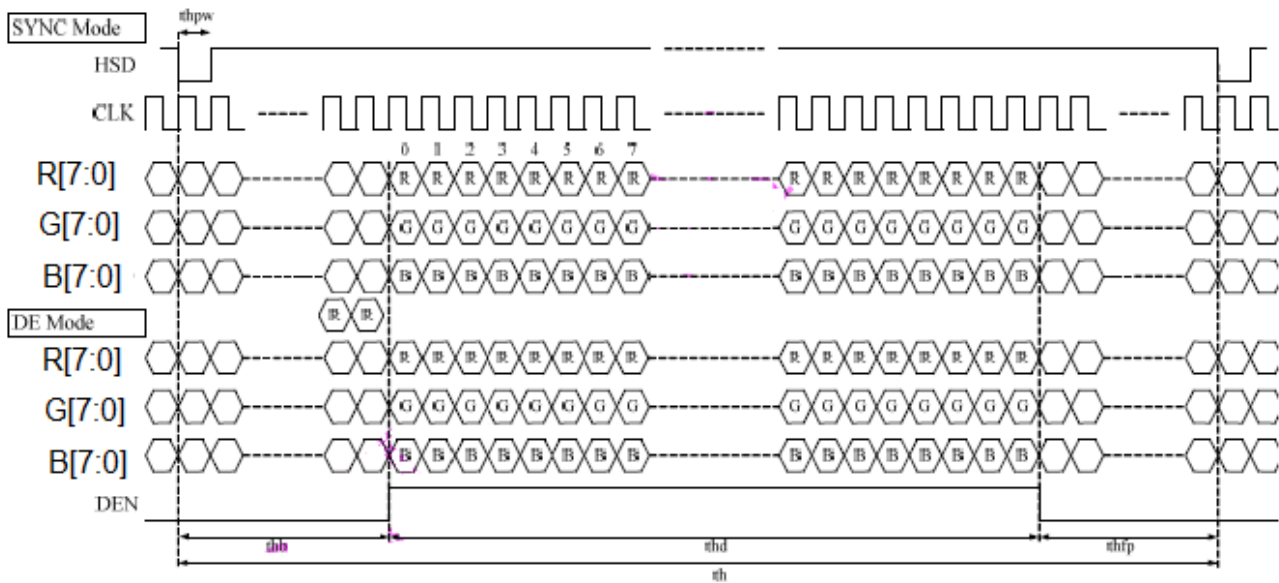 thpw
SYNC Mode
HSD
CLK
0 1 2 3 4 5 6 7
R[7:0] R R R R R R R R R R R R R R R R
G[7:0] G G G G G G G G G G G G G G G G
B[7:0] B B B B B B B B B B B B B B B B
R R
DE Mode
R[7:0] R R R R R R R R R R R R R R R R
G[7:0] G G G G G G G G G G G G G G G G
B[7:0] B B B B B B B B B B B B B B B B
DEN
thb thd thfp
th